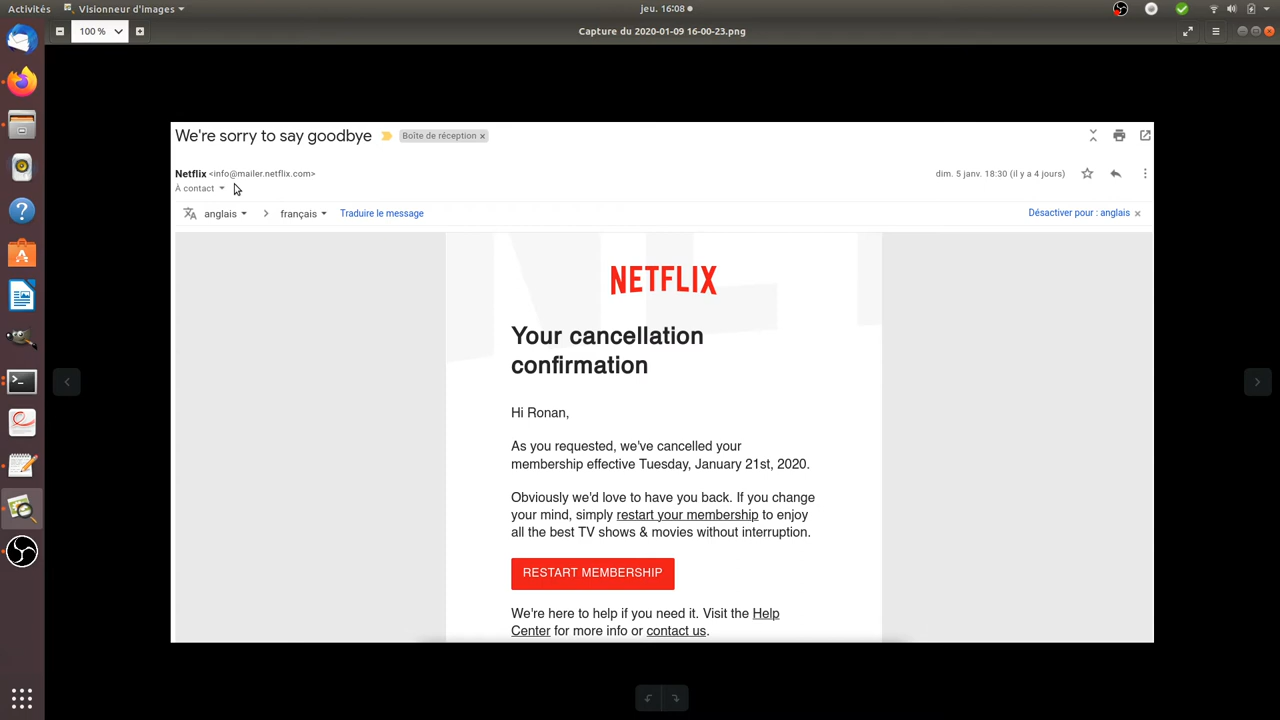 Activités
Visionneur d'images
jeu. 16:08
100 %
Capture du 2020-01-09 16-00-23.png
We're sorry to say goodbye
Boîte de réception ×
Netflix <info@mailer.netflix.com>
dim. 5 janv. 18:30 (il y a 4 jours)
À contact
anglais
français
Traduire le message
Désactiver pour : anglais ×
NETFLIX
Your cancellation
confirmation
Hi Ronan,
As you requested, we've cancelled your
membership effective Tuesday, January 21st, 2020.
Obviously we'd love to have you back. If you change
your mind, simply restart your membership to enjoy
all the best TV shows & movies without interruption.
RESTART MEMBERSHIP
We're here to help if you need it. Visit the Help
Center for more info or contact us.